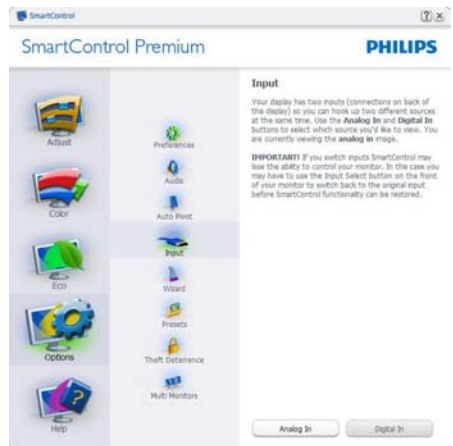 SmartControl
SmartControl Premium
PHILIPS
Adjust
Color
Eco
Options
Help
Preferences
Audio
Auto Pivot
Input
Wizard
Presets
Theft Deterrence
Multi Monitors
Input
Your display has two inputs (connections on back of
the display) so you can hook up two different sources
at the same time. Use the Analog In and Digital In
buttons to select which source you'd like to view. You
are currently viewing the analog in image.
IMPORTANT! If you switch inputs SmartControl may
lose the ability to control your monitor. In this case you
may have to use the Input Select button on the front
of your monitor to switch back to the original input
before SmartControl functionality can be restored.
Analog In
Digital In